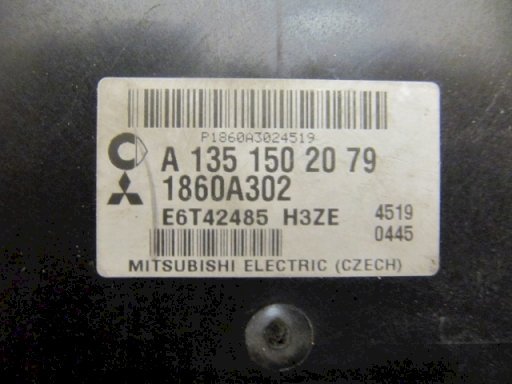 P1860A3024519
A 135 150 20 79
1860A302
E6T42485 H3ZE 4519
0445
MITSUBISHI ELECTRIC (CZECH)